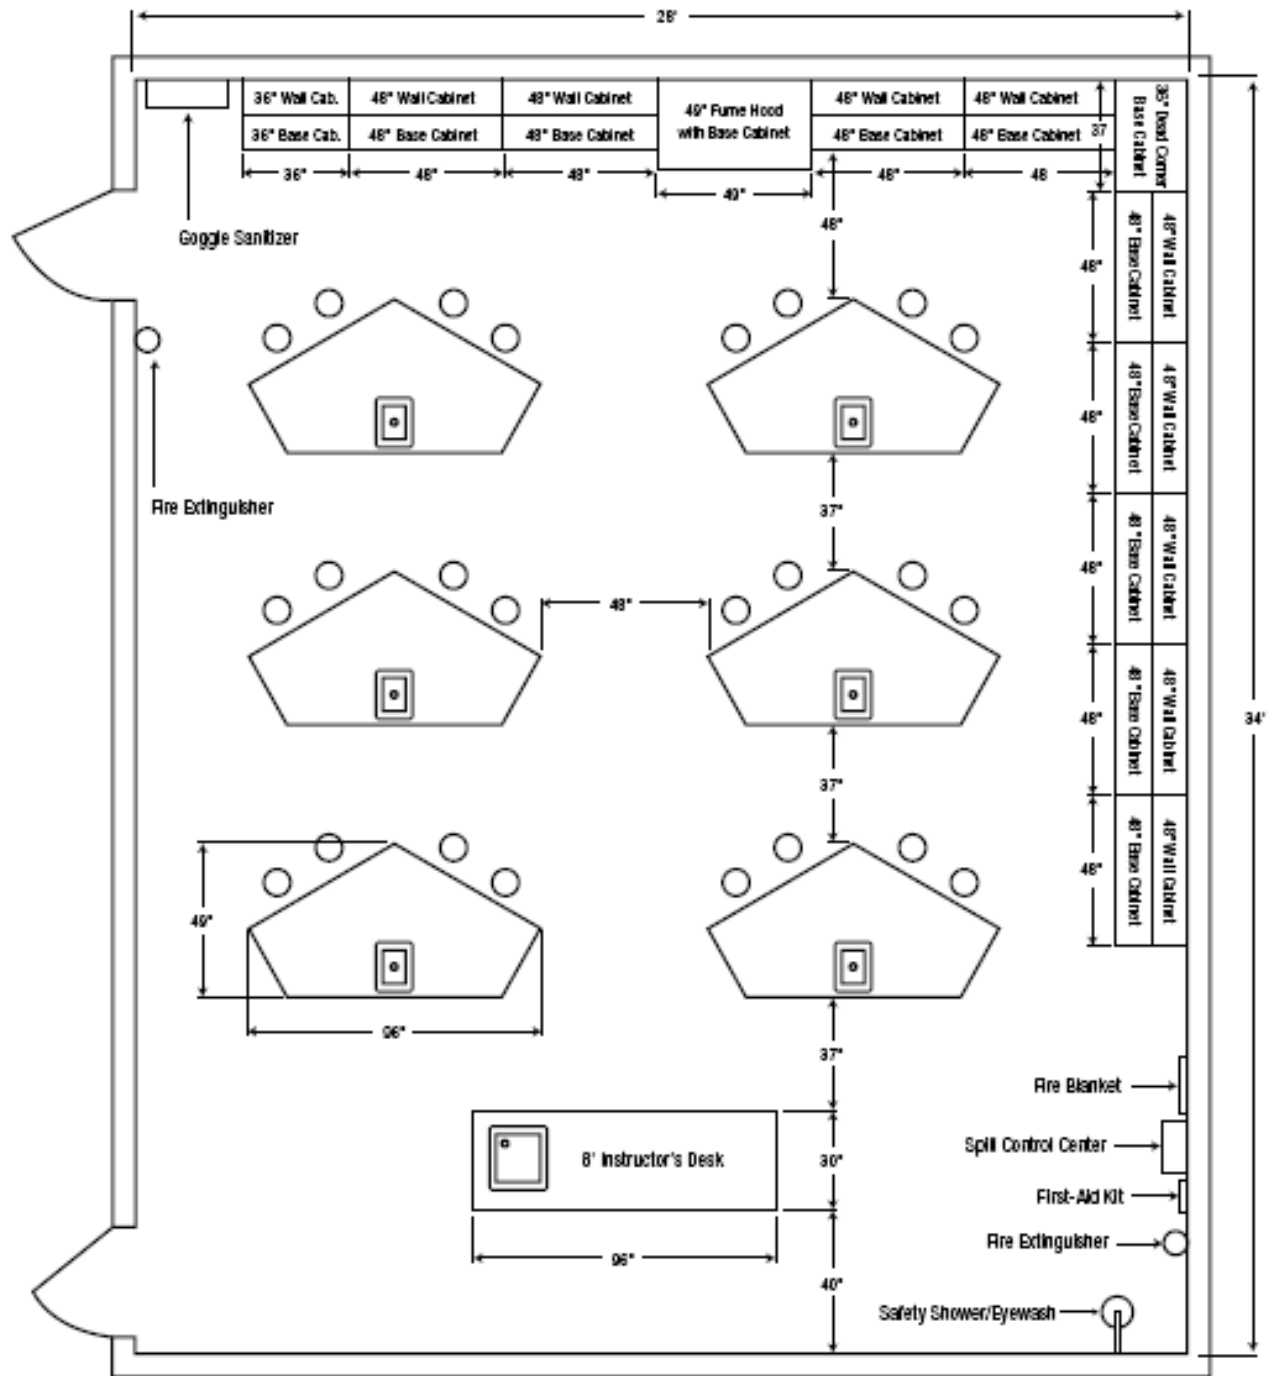 28'
36" Wall Cab.
48" Wall Cabinet
48" Wall Cabinet
49" Fume Hood
with Base Cabinet
48" Wall Cabinet
48" Wall Cabinet
36" Dead Corner
Base Cabinet
36" Base Cab.
48" Base Cabinet
48" Base Cabinet
48" Base Cabinet
48" Base Cabinet
37
36"
48"
48"
49"
48"
48
Goggle Sanitizer
48"
48"
48" Base Cabinet
48" Wall Cabinet
48"
48" Base Cabinet
48" Wall Cabinet
Fire Extinguisher
37"
48"
48" Base Cabinet
48" Wall Cabinet
48"
48"
48" Base Cabinet
48" Wall Cabinet
34'
37"
48"
48" Base Cabinet
48" Wall Cabinet
49"
96"
37"
Fire Blanket
8' Instructor's Desk
30"
Spill Control Center
First-Aid Kit
Fire Extinguisher
96"
40"
Safety Shower/Eyewash